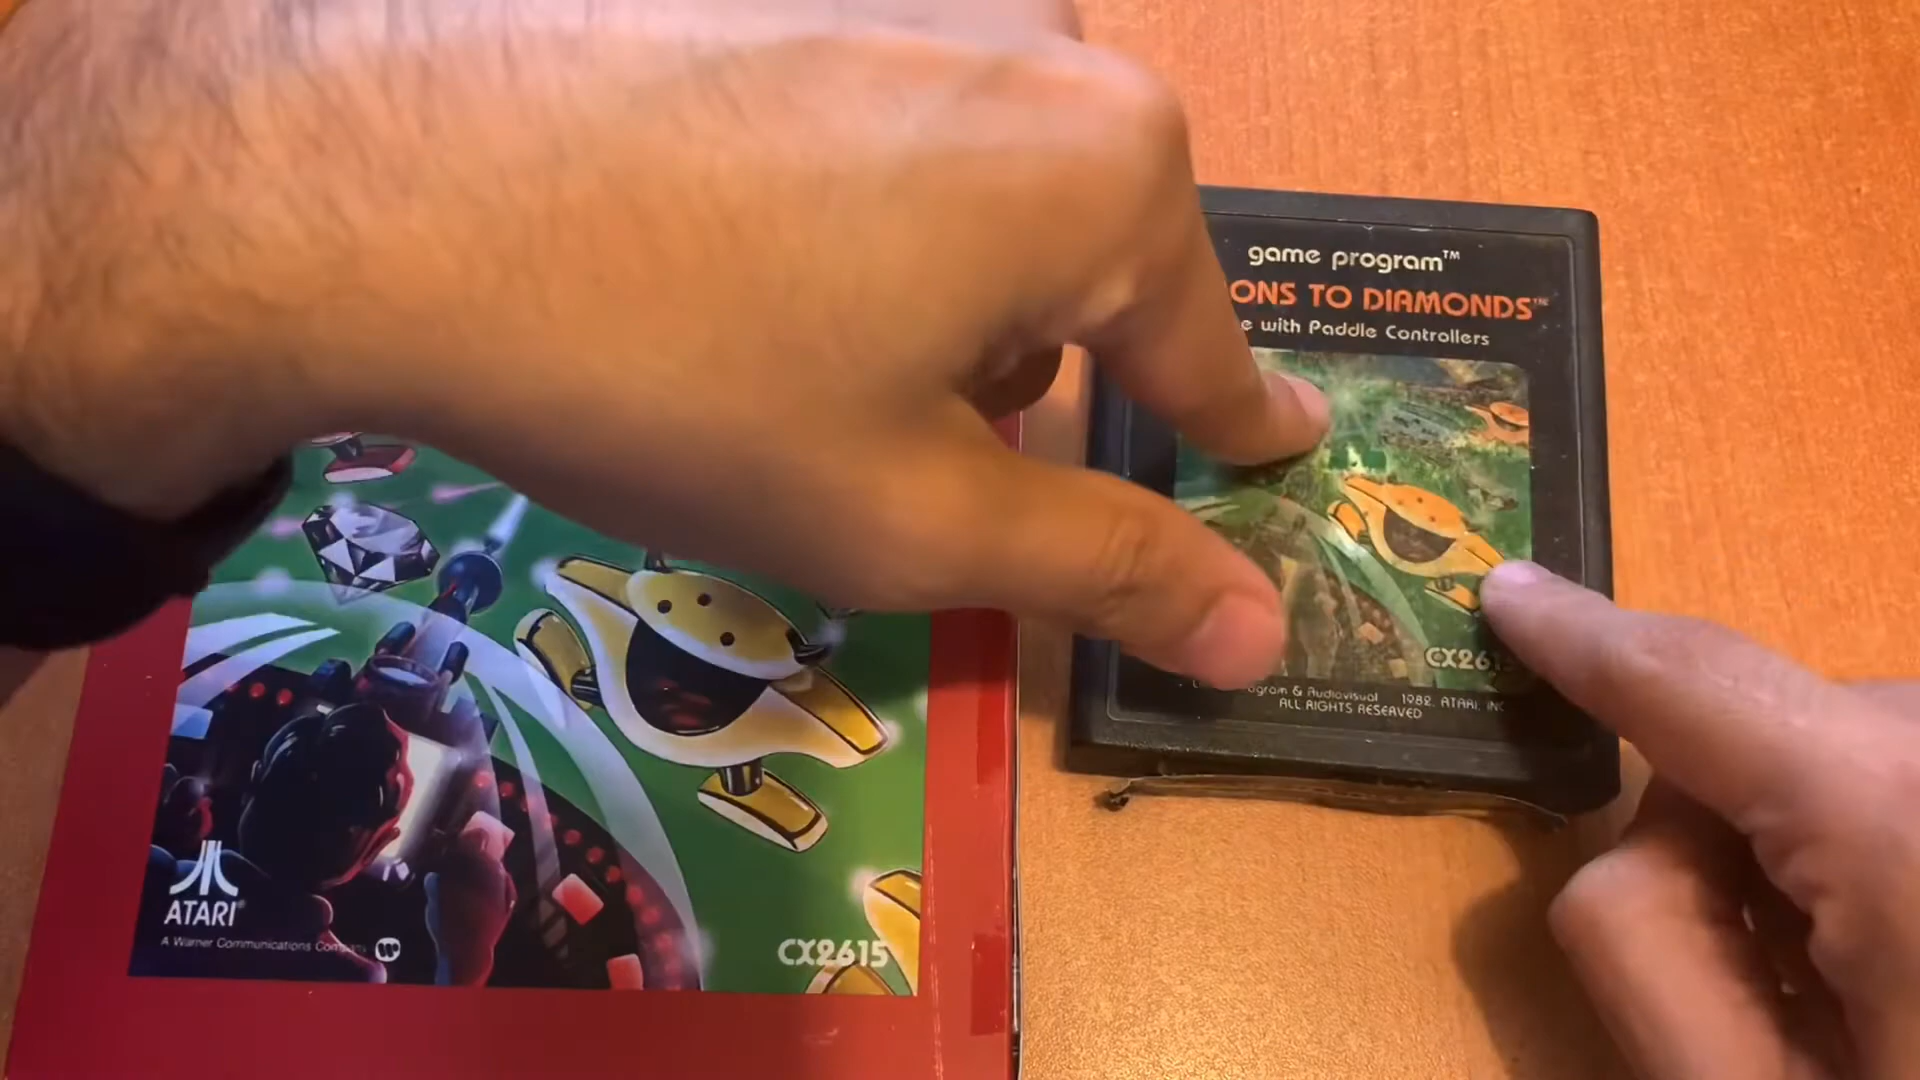 game program™
ONS TO DIAMONDS™
e with Paddle Controllers
CX261
ogram & Audiovisual 1982 ATARI, INC
ALL RIGHTS RESERVED
ATARI®
A Warner Communications Com
CX2615